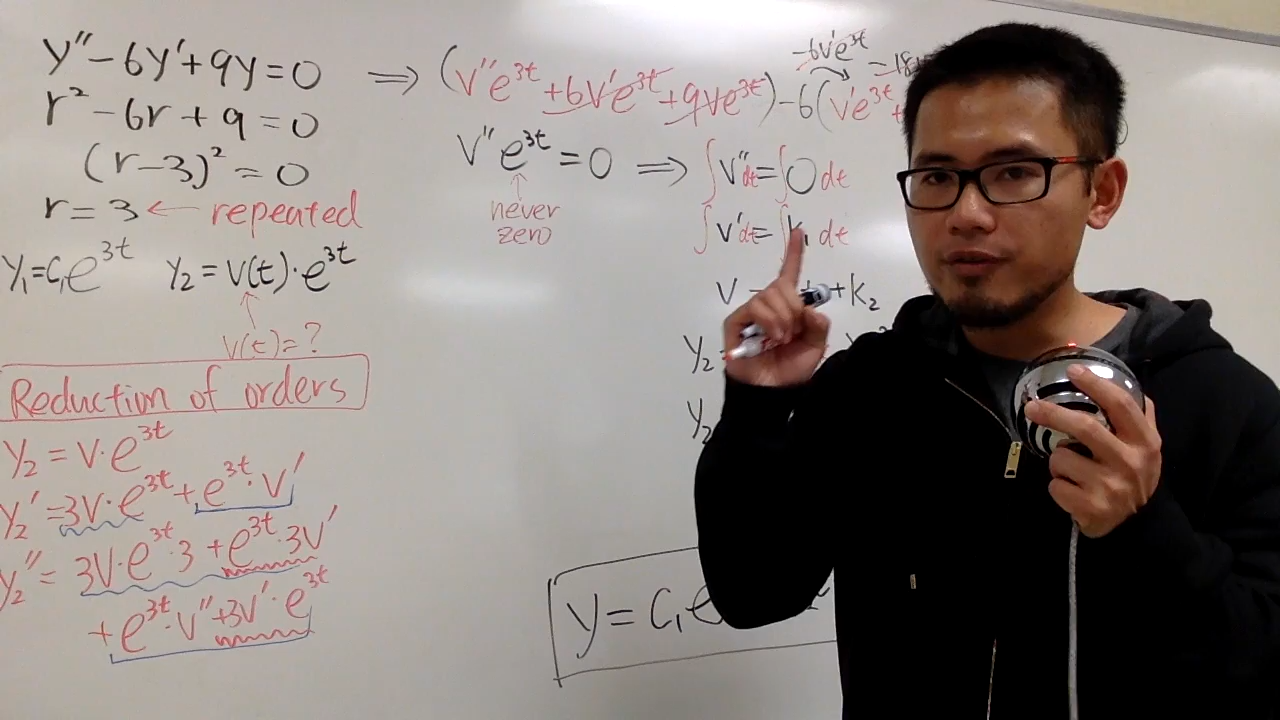 y'' - 6y' + 9y = 0 ⟹ (v''e^{3t} + 6v'e^{3t} + 9ve^{3t}) - 6(v'e^{3t} +
-6v'e^{3t}
= -18
r² - 6r + 9 = 0
(r-3)² = 0
r = 3 ← repeated
y₁ = c₁e^{3t} y₂ = v(t)·e^{3t}
↑
v(t) = ?
Reduction of orders
y₂ = v·e^{3t}
y₂' = 3v·e^{3t} + e^{3t}·v'
y₂'' = 3v·e^{3t}·3 + e^{3t}·3v'
+ e^{3t}·v'' + 3v'·e^{3t}
v''e^{3t} = 0 ⟹ ∫v''dt = ∫0dt
↑
never
zero
∫v'dt = ∫k₁dt
v + k₂
y₂
y₂
y = c₁e